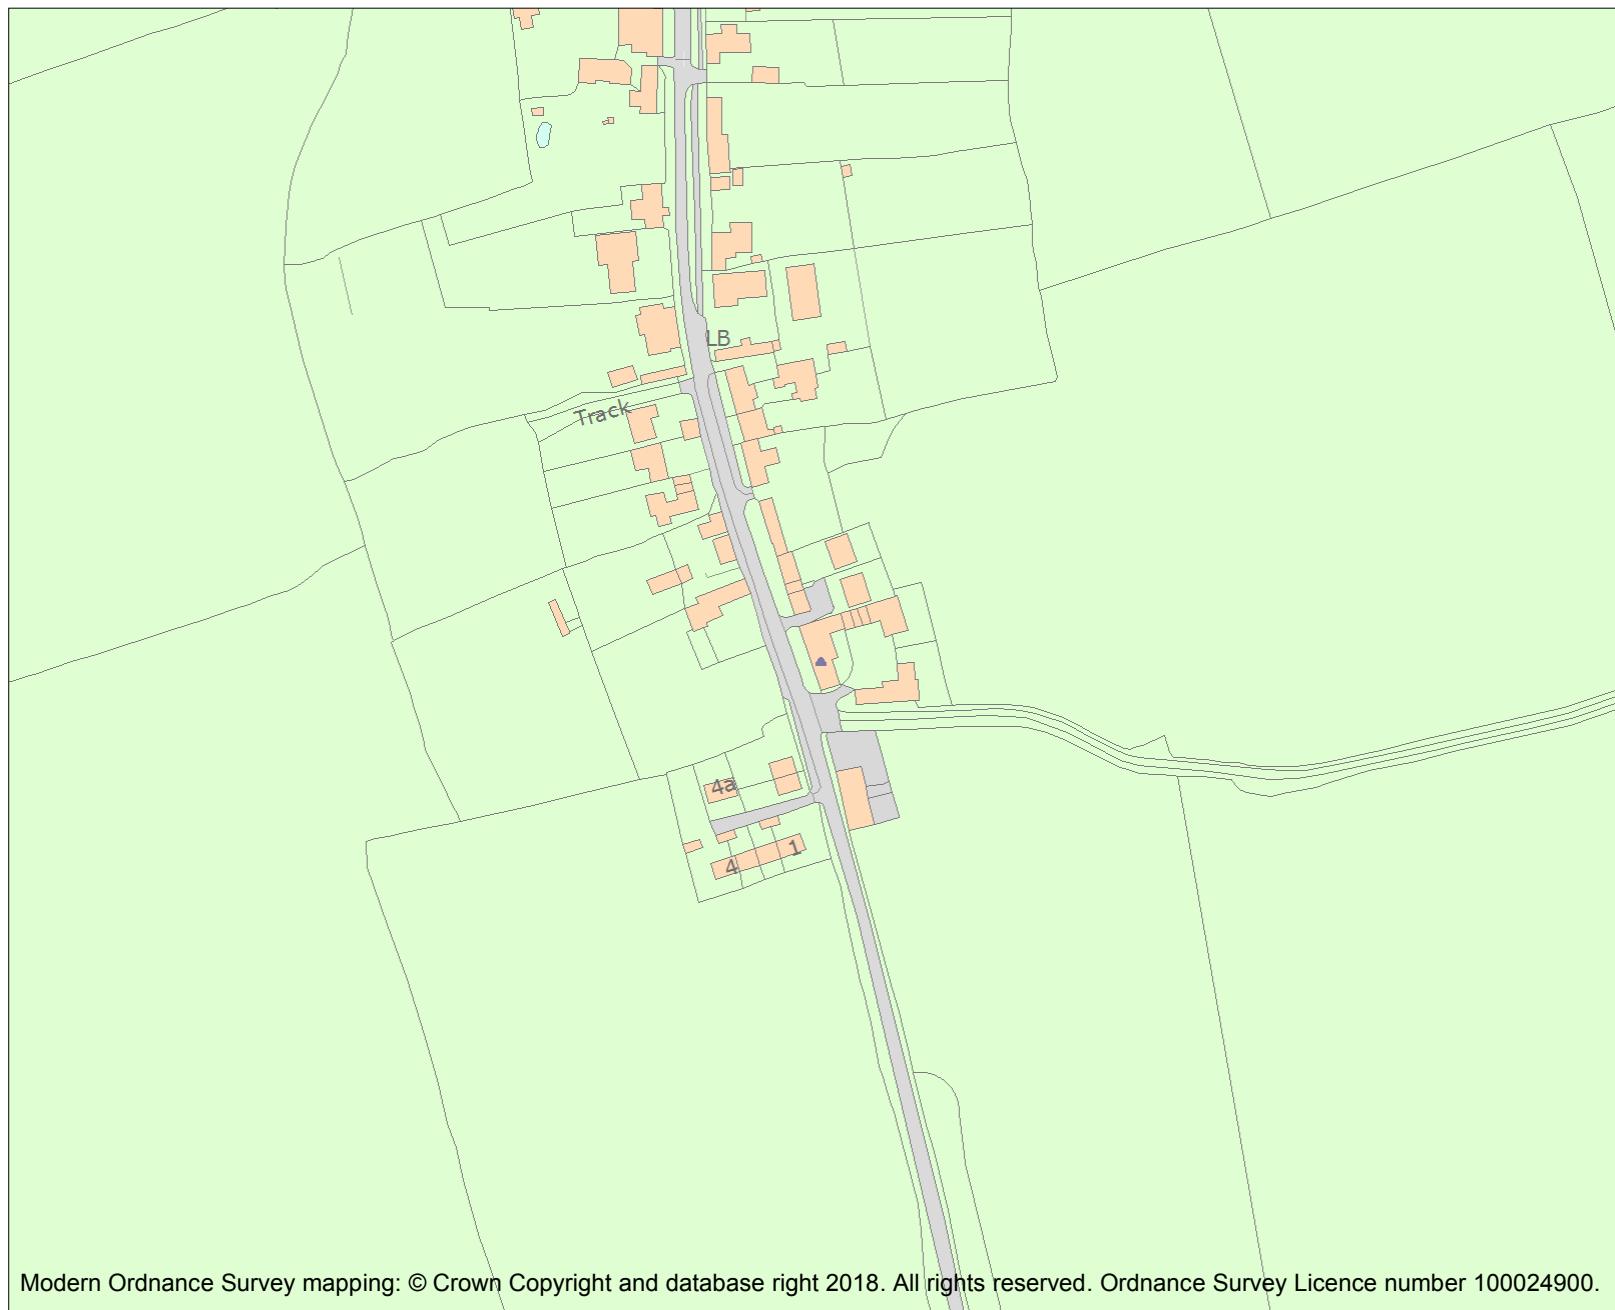 LB
Track
4a
1
4
Modern Ordnance Survey mapping: © Crown Copyright and database right 2018. All rights reserved. Ordnance Survey Licence number 100024900.